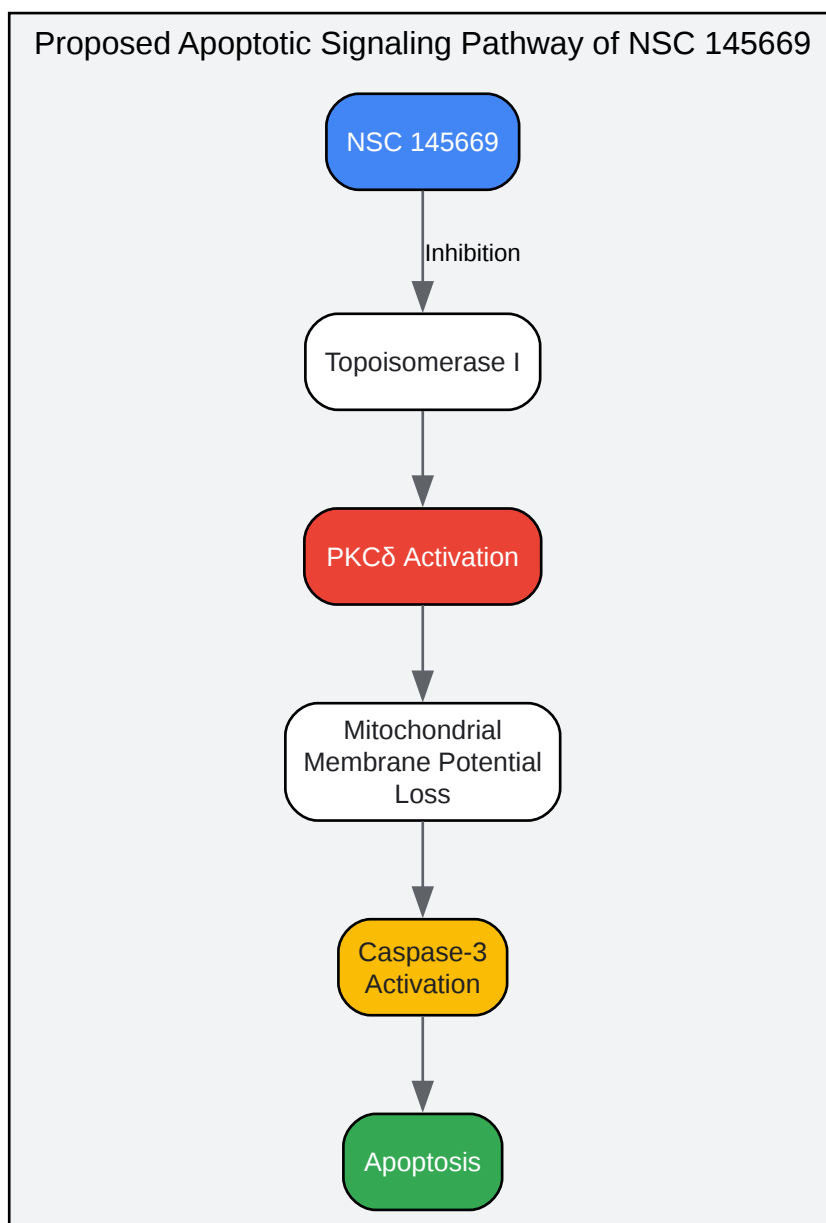 Proposed Apoptotic Signaling Pathway of NSC 145669
NSC 145669
Inhibition
Topoisomerase I
PKCδ Activation
Mitochondrial
Membrane Potential
Loss
Caspase-3
Activation
Apoptosis